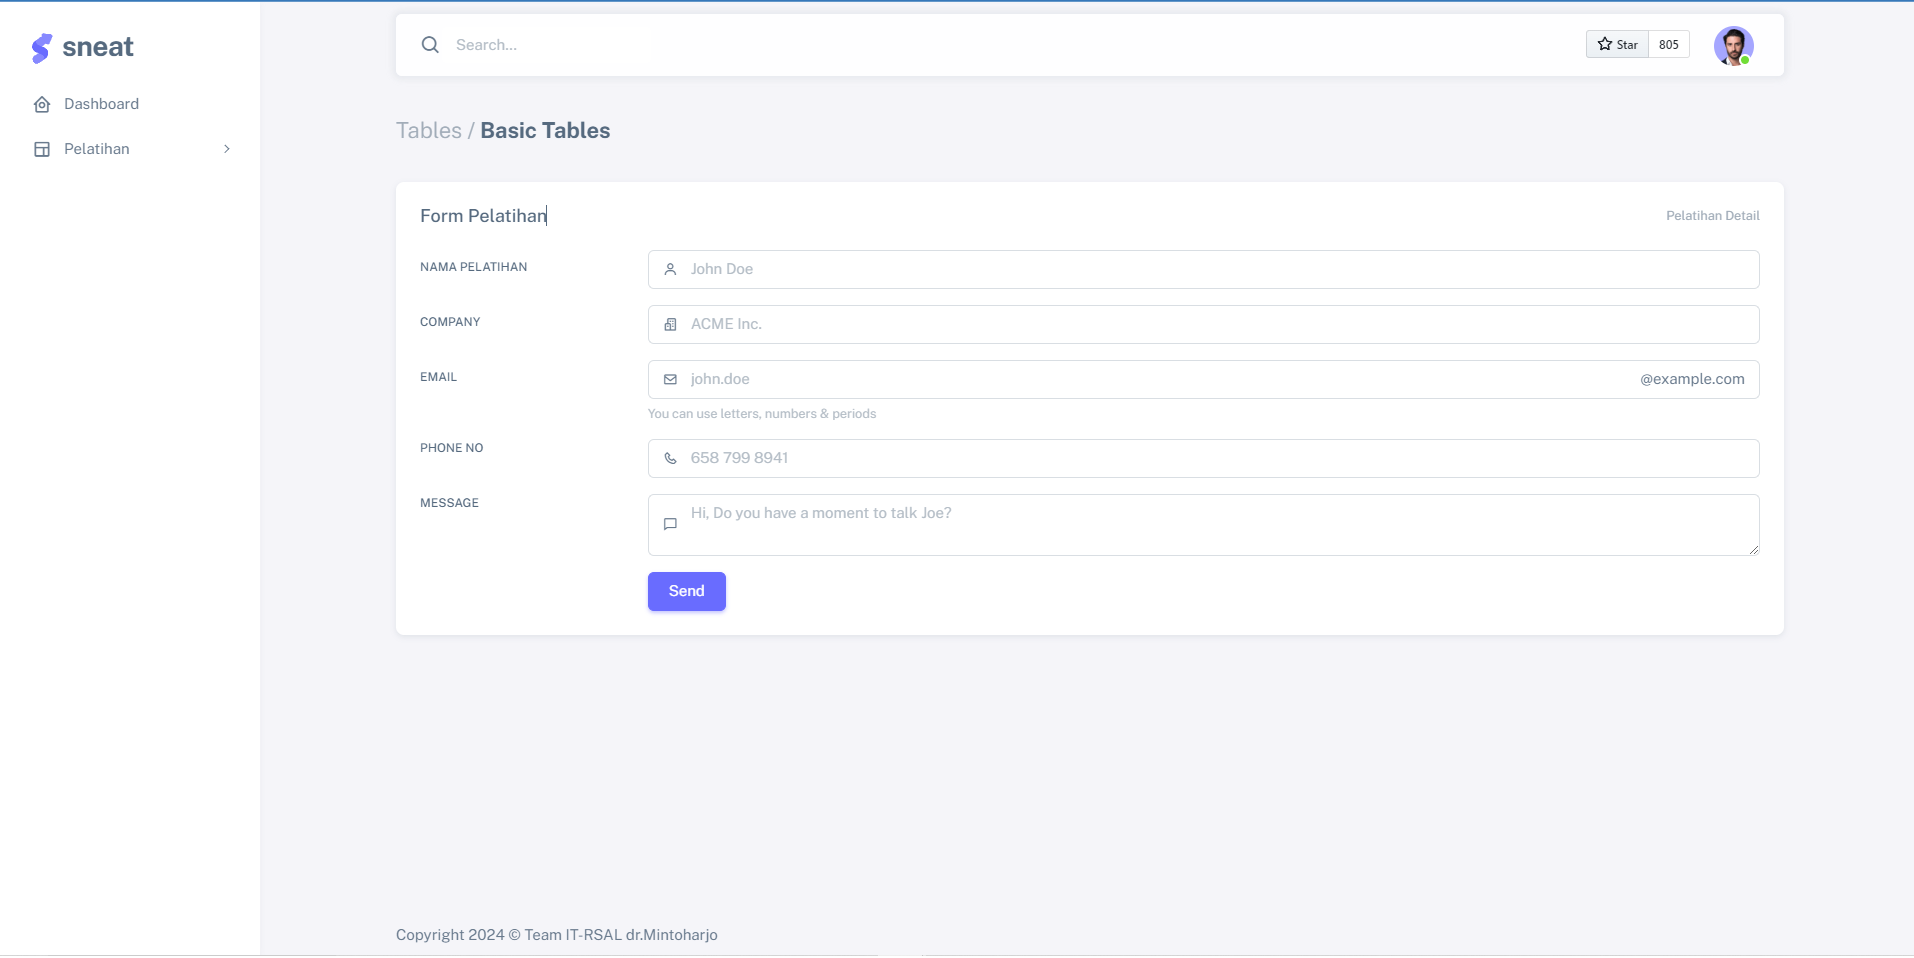 sneat
Dashboard
Pelatihan
Search...
Star 805
Tables / Basic Tables
Form Pelatihan
Pelatihan Detail
NAMA PELATIHAN
John Doe
COMPANY
ACME Inc.
EMAIL
john.doe @example.com
You can use letters, numbers & periods
PHONE NO
658 799 8941
MESSAGE
Hi, Do you have a moment to talk Joe?
Send
Copyright 2024 © Team IT-RSAL dr.Mintoharjo